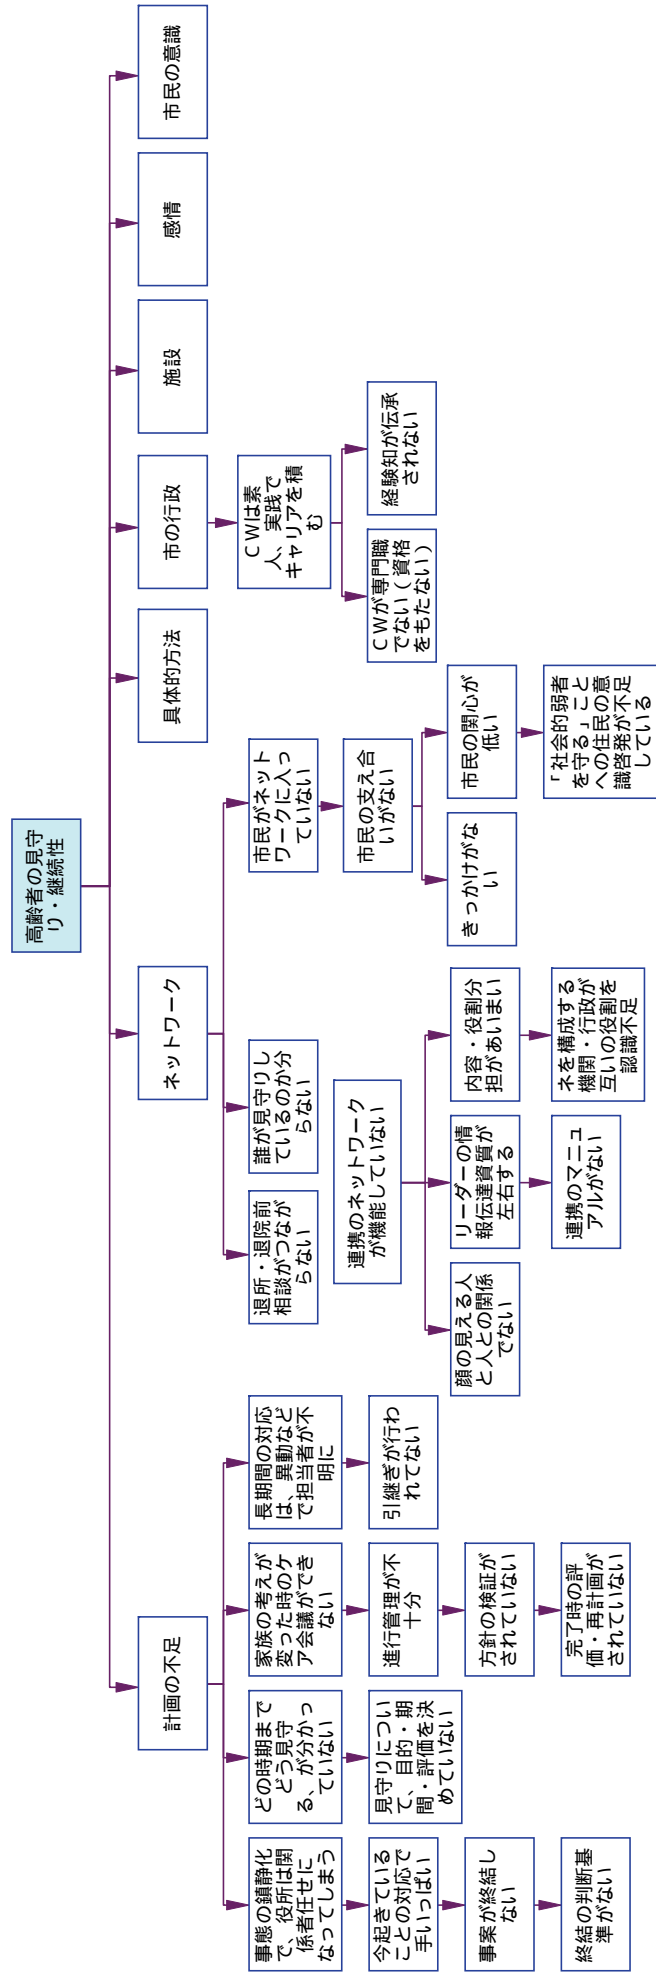 高齢者の見守
り・継続性
計画の不足
ネットワーク
具体的方法
市の行政
施設
感情
市民の意識
事態の鎮静化
で、役所は関
係者任せに
なってしまう
今起きている
ことの対応で
手いっぱい
事案が終結し
ない
終結の判断基
準がない
どの時期まで
どう見守
る、が分かっ
ていない
見守りについ
て、目的・期
間・評価を決
めていない
家族の考えが
変った時のケ
ア会議ができ
ない
進行管理が不
十分
方針の検証が
されていない
完了時の評
価・再計画が
されていない
長期間の対応
は、異動など
で担当者が不
明に
引継ぎが行わ
れてない
退所・退院前
相談がつなが
らない
誰が見守りし
ているのか分
らない
連携のネットワーク
が機能していない
顔の見える人
と人との関係
でない
リーダーの情
報伝達資質が
左右する
連携のマニュ
アルがない
内容・役割分
担があいまい
ネを構成する
機関・行政が
互いの役割を
認識不足
市民がネット
ワークに入っ
ていない
市民の支え合
いがない
きっかけがな
い
市民の関心が
低い
「社会的弱者
を守る」こと
への住民の意
識啓発が不足
している
ＣＷは素
人、実践で
キャリアを積
む
ＣＷが専門職
でない（資格
をもたない）
経験知が伝承
されない